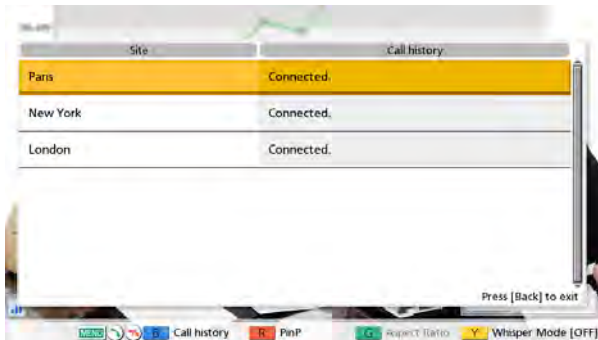 Site Call history
Paris Connected.
New York Connected.
London Connected.
Press [Back] to exit
MENU B Call history R PinP G Aspect Ratio Y Whisper Mode [OFF]